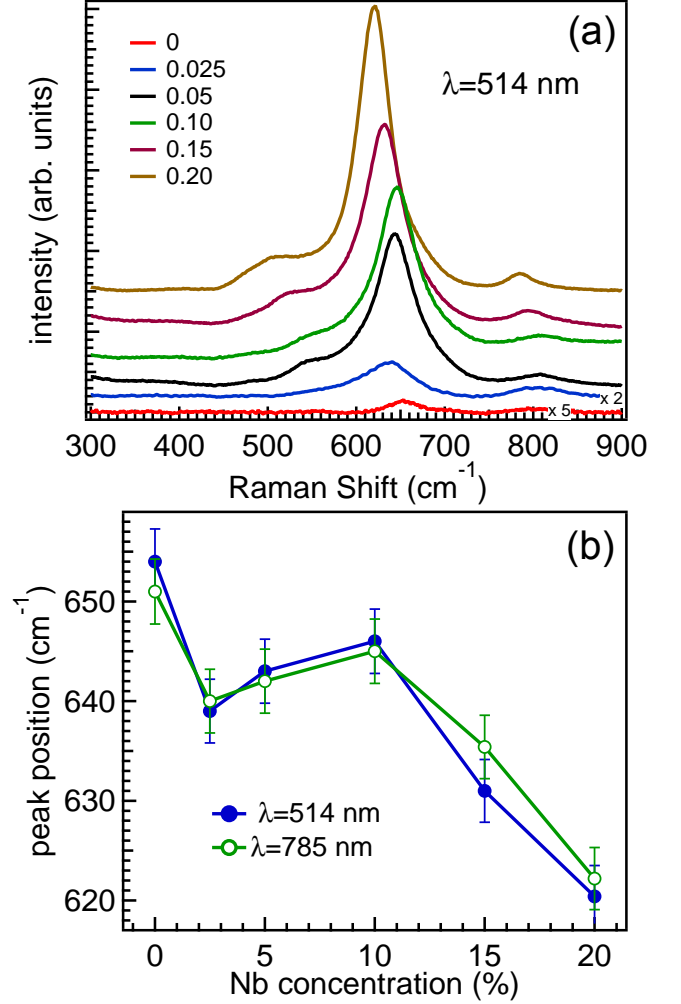 (a)
0
0.025
0.05
0.10
0.15
0.20
λ=514 nm
intensity (arb. units)
x 2
x 5
300 400 500 600 700 800 900
Raman Shift (cm⁻¹)
(b)
650
640
630
620
peak position (cm⁻¹)
λ=514 nm
λ=785 nm
0 5 10 15 20
Nb concentration (%)